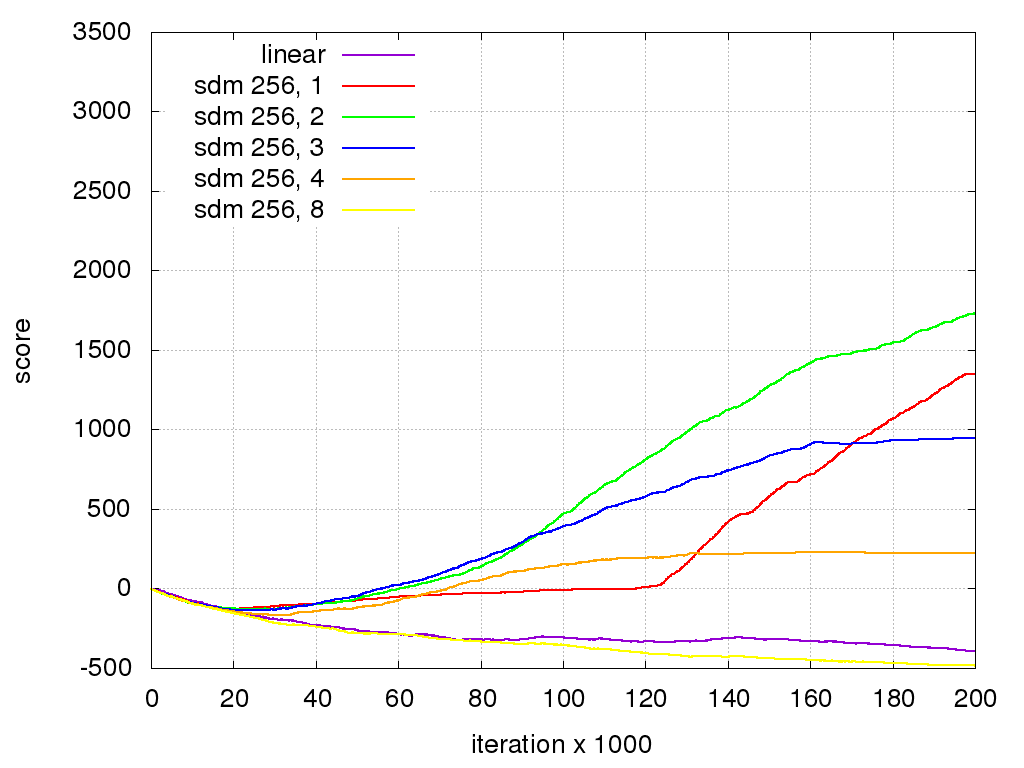 3500
3000
2500
2000
1500
1000
500
0
-500
score
linear
sdm 256, 1
sdm 256, 2
sdm 256, 3
sdm 256, 4
sdm 256, 8
0 20 40 60 80 100 120 140 160 180 200
iteration x 1000